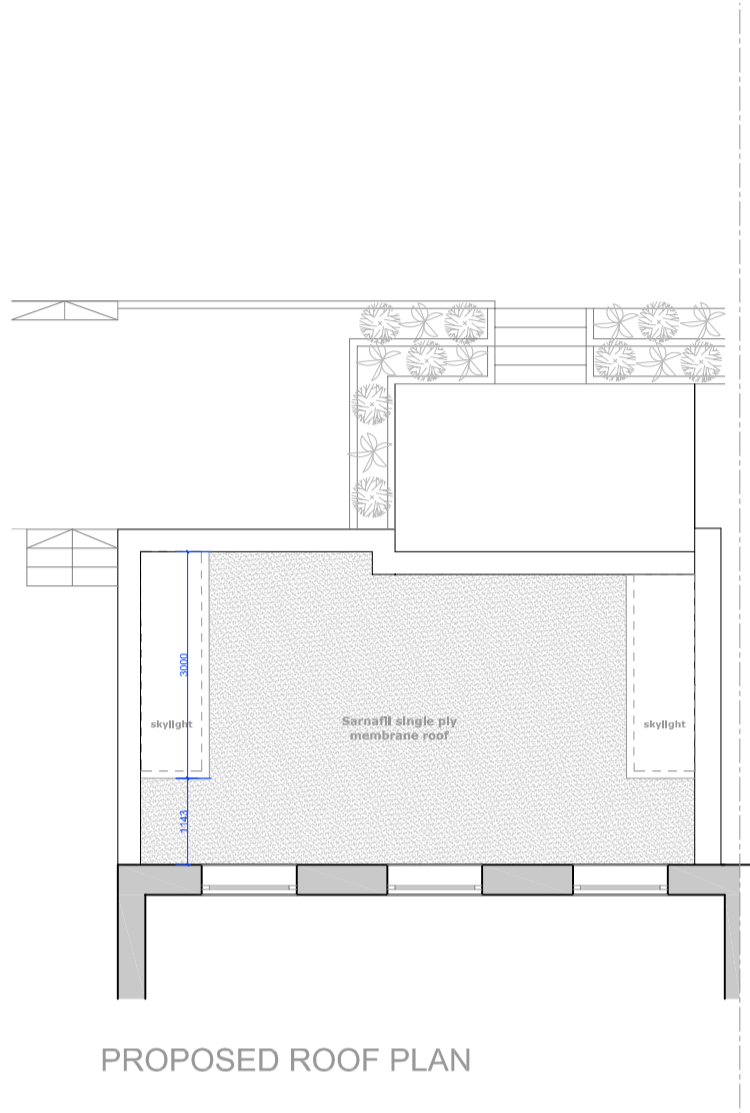 3000
skylight
Sarnafil single ply
membrane roof
skylight
1143
PROPOSED ROOF PLAN